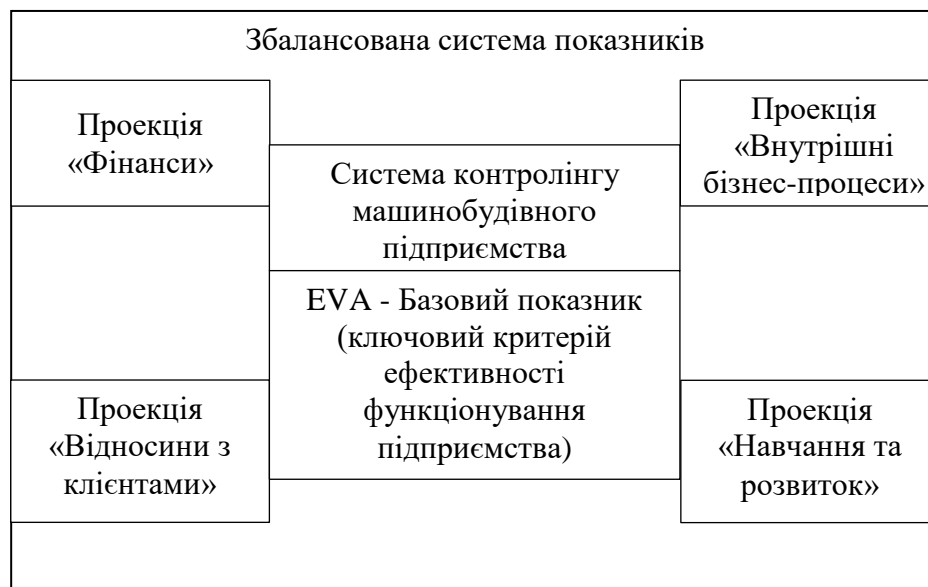 Збалансована система показників
Проекція
«Фінанси»
Проекція
«Внутрішні
бізнес-процеси»
Система контролінгу
машинобудівного
підприємства
EVA - Базовий показник
(ключовий критерій
ефективності
функціонування
підприємства)
Проекція
«Відносини з
клієнтами»
Проекція
«Навчання та
розвиток»